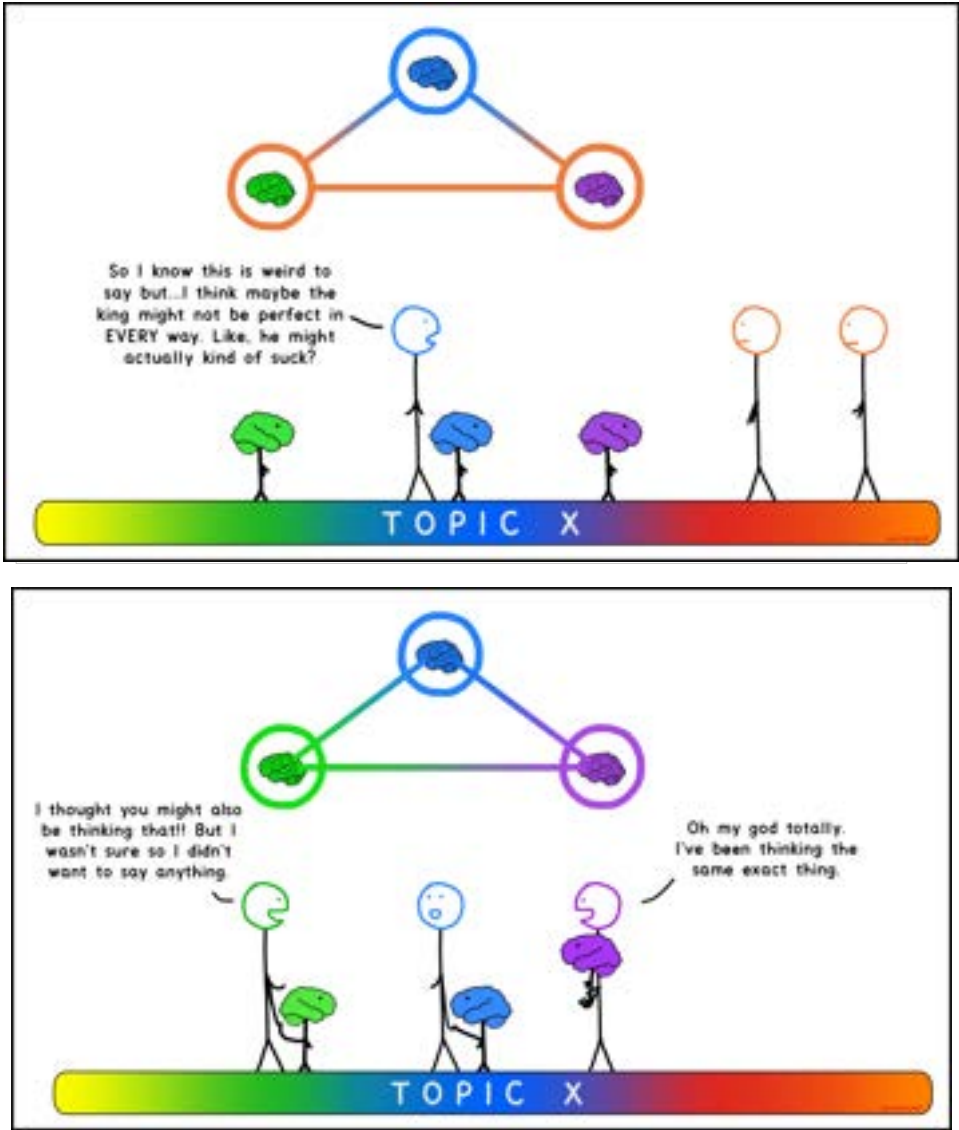 So I know this is weird to
say but...I think maybe the
king might not be perfect in
EVERY way. Like, he might
actually kind of suck?
TOPIC X
I thought you might also
be thinking that!! But I
wasn't sure so I didn't
want to say anything.
Oh my god totally.
I've been thinking the
same exact thing.
TOPIC X